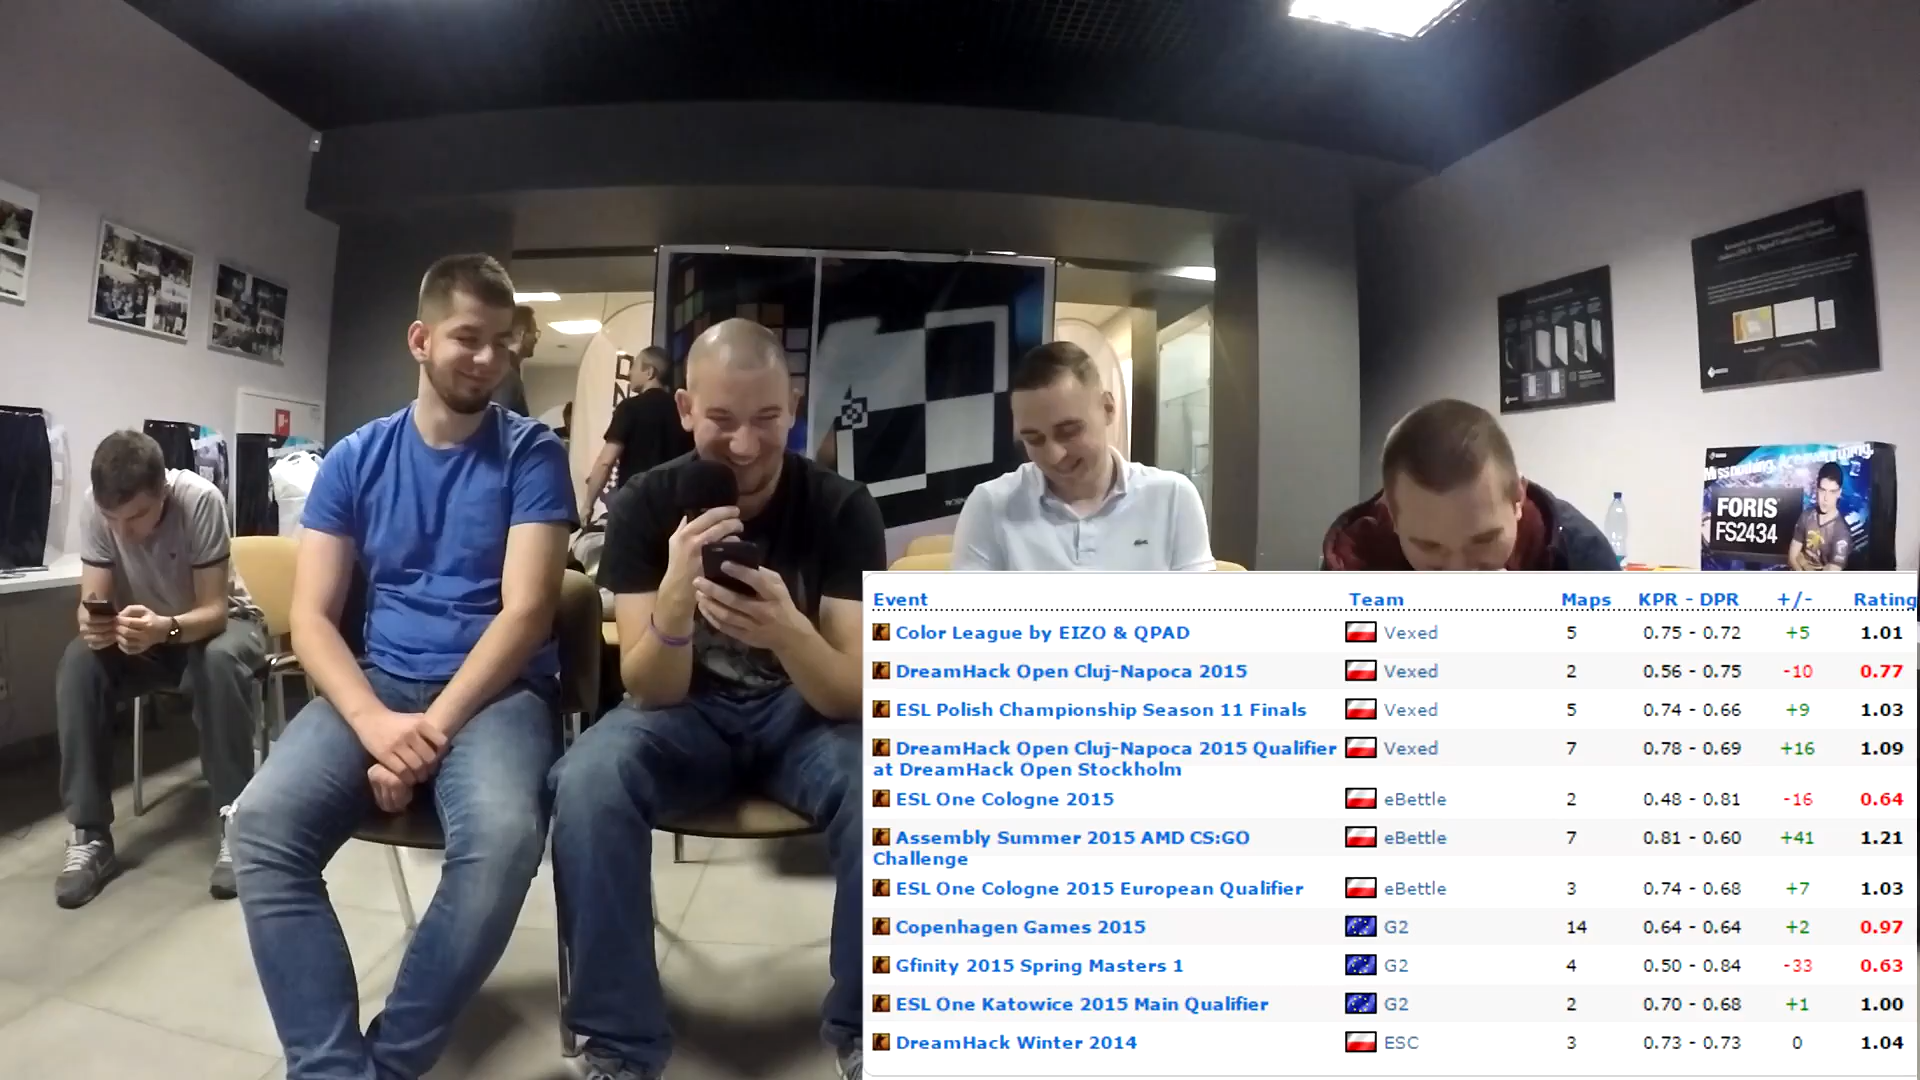 FORIS
FS2434
Event Team Maps KPR - DPR +/- Rating
Color League by EIZO & QPAD Vexed 5 0.75 - 0.72 +5 1.01
DreamHack Open Cluj-Napoca 2015 Vexed 2 0.56 - 0.75 -10 0.77
ESL Polish Championship Season 11 Finals Vexed 5 0.74 - 0.66 +9 1.03
DreamHack Open Cluj-Napoca 2015 Qualifier Vexed 7 0.78 - 0.69 +16 1.09
at DreamHack Open Stockholm
ESL One Cologne 2015 eBettle 2 0.48 - 0.81 -16 0.64
Assembly Summer 2015 AMD CS:GO eBettle 7 0.81 - 0.60 +41 1.21
Challenge
ESL One Cologne 2015 European Qualifier eBettle 3 0.74 - 0.68 +7 1.03
Copenhagen Games 2015 G2 14 0.64 - 0.64 +2 0.97
Gfinity 2015 Spring Masters 1 G2 4 0.50 - 0.84 -33 0.63
ESL One Katowice 2015 Main Qualifier G2 2 0.70 - 0.68 +1 1.00
DreamHack Winter 2014 ESC 3 0.73 - 0.73 0 1.04